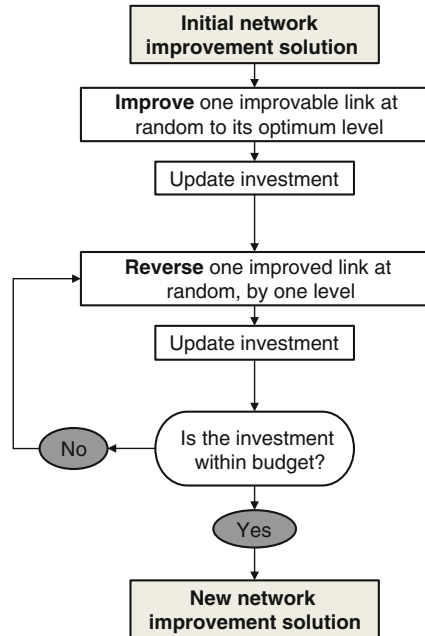 Initial network
improvement solution
Improve one improvable link at
random to its optimum level
Update investment
Reverse one improved link at
random, by one level
Update investment
Is the investment
within budget?
No
Yes
New network
improvement solution